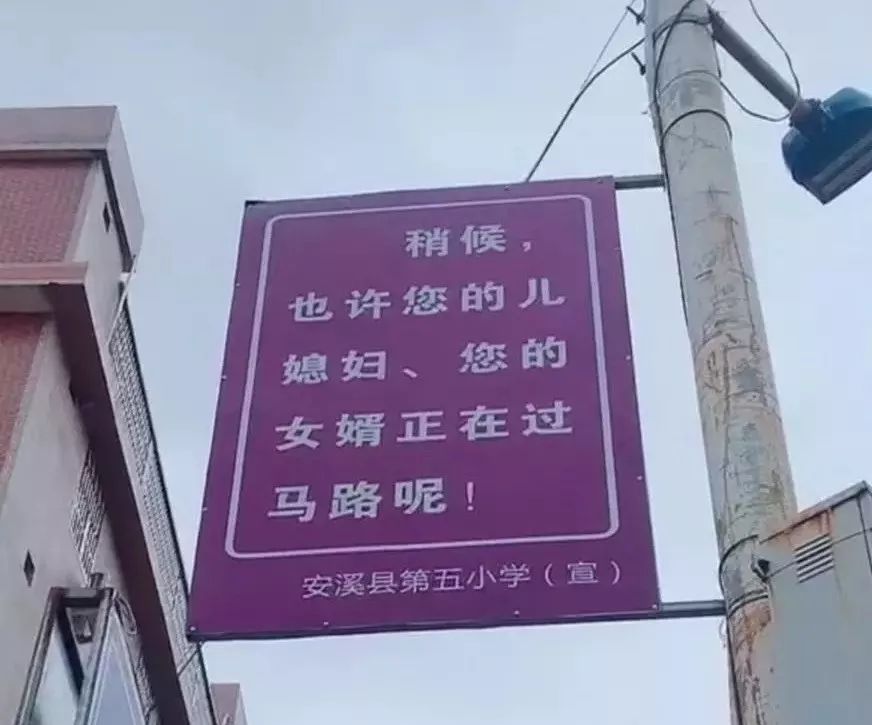 稍候，
也许您的儿
媳妇、您的
女婿正在过
马路呢！
安溪县第五小学（宣）